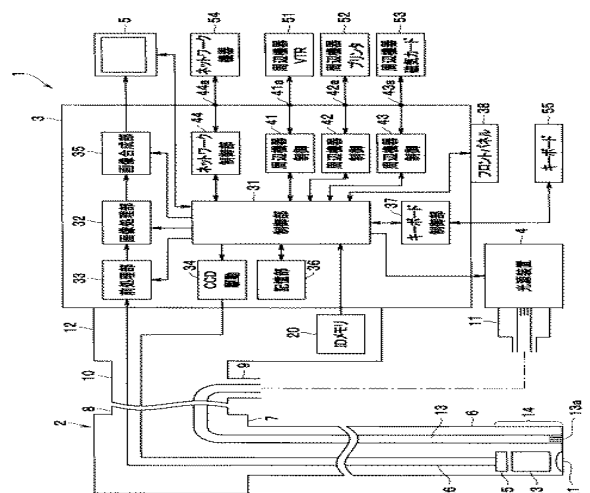 1
3
5
35
画像合成部
32
画像処理部
33
前処理部
54
ネットワーク
機器
44a
44
ネットワーク
制御部
51
周辺機器
VTR
41a
41
周辺機器
制御
52
周辺機器
プリンタ
42a
42
周辺機器
制御
53
周辺機器
磁気カード
43a
43
周辺機器
制御
31
制御部
34
CCD
駆動
36
記憶部
38
フロントパネル
37
キーボード
制御部
55
キーボード
20
IDメモリ
4
光源装置
11
12
10
9
8
2
7
6
13
14
13a
6
5
3
1